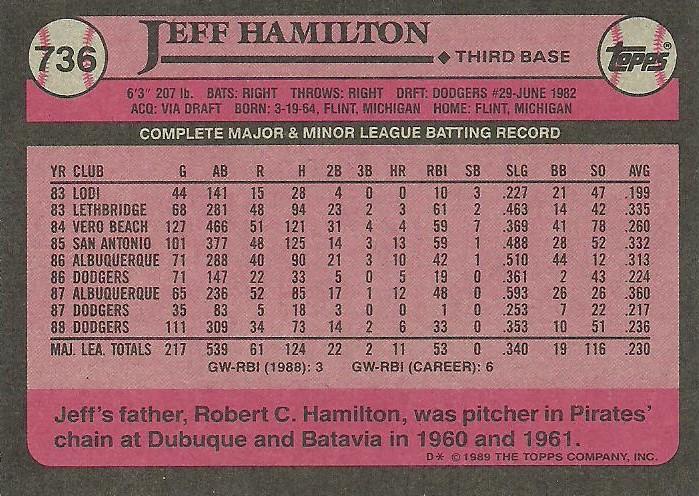 736
JEFF HAMILTON
THIRD BASE
Topps®
6'3" 207 lb. BATS: RIGHT THROWS: RIGHT DRFT: DODGERS #29-JUNE 1982
ACQ: VIA DRAFT BORN: 3-19-64, FLINT, MICHIGAN HOME: FLINT, MICHIGAN
COMPLETE MAJOR & MINOR LEAGUE BATTING RECORD
YR CLUB G AB R H 2B 3B HR RBI SB SLG BB SO AVG
83 LODI 44 141 15 28 4 0 0 10 3 .227 21 47 .199
83 LETHBRIDGE 68 281 48 94 23 2 3 61 2 .463 14 42 .335
84 VERO BEACH 127 466 51 121 31 4 4 59 7 .369 41 78 .260
85 SAN ANTONIO 101 377 48 125 14 3 13 59 1 .488 28 52 .332
86 ALBUQUERQUE 71 288 40 90 21 3 10 42 1 .510 44 12 .313
86 DODGERS 71 147 22 33 5 0 5 19 0 .361 2 43 .224
87 ALBUQUERQUE 65 236 52 85 17 1 12 48 0 .593 26 26 .360
87 DODGERS 35 83 5 18 3 0 0 1 0 .253 7 22 .217
88 DODGERS 111 309 34 73 14 2 6 33 0 .353 10 51 .236
MAJ. LEA. TOTALS 217 539 61 124 22 2 11 53 0 .340 19 116 .230
GW-RBI (1988): 3 GW-RBI (CAREER): 6
Jeff's father, Robert C. Hamilton, was pitcher in Pirates'
chain at Dubuque and Batavia in 1960 and 1961.
D* © 1989 THE TOPPS COMPANY, INC.